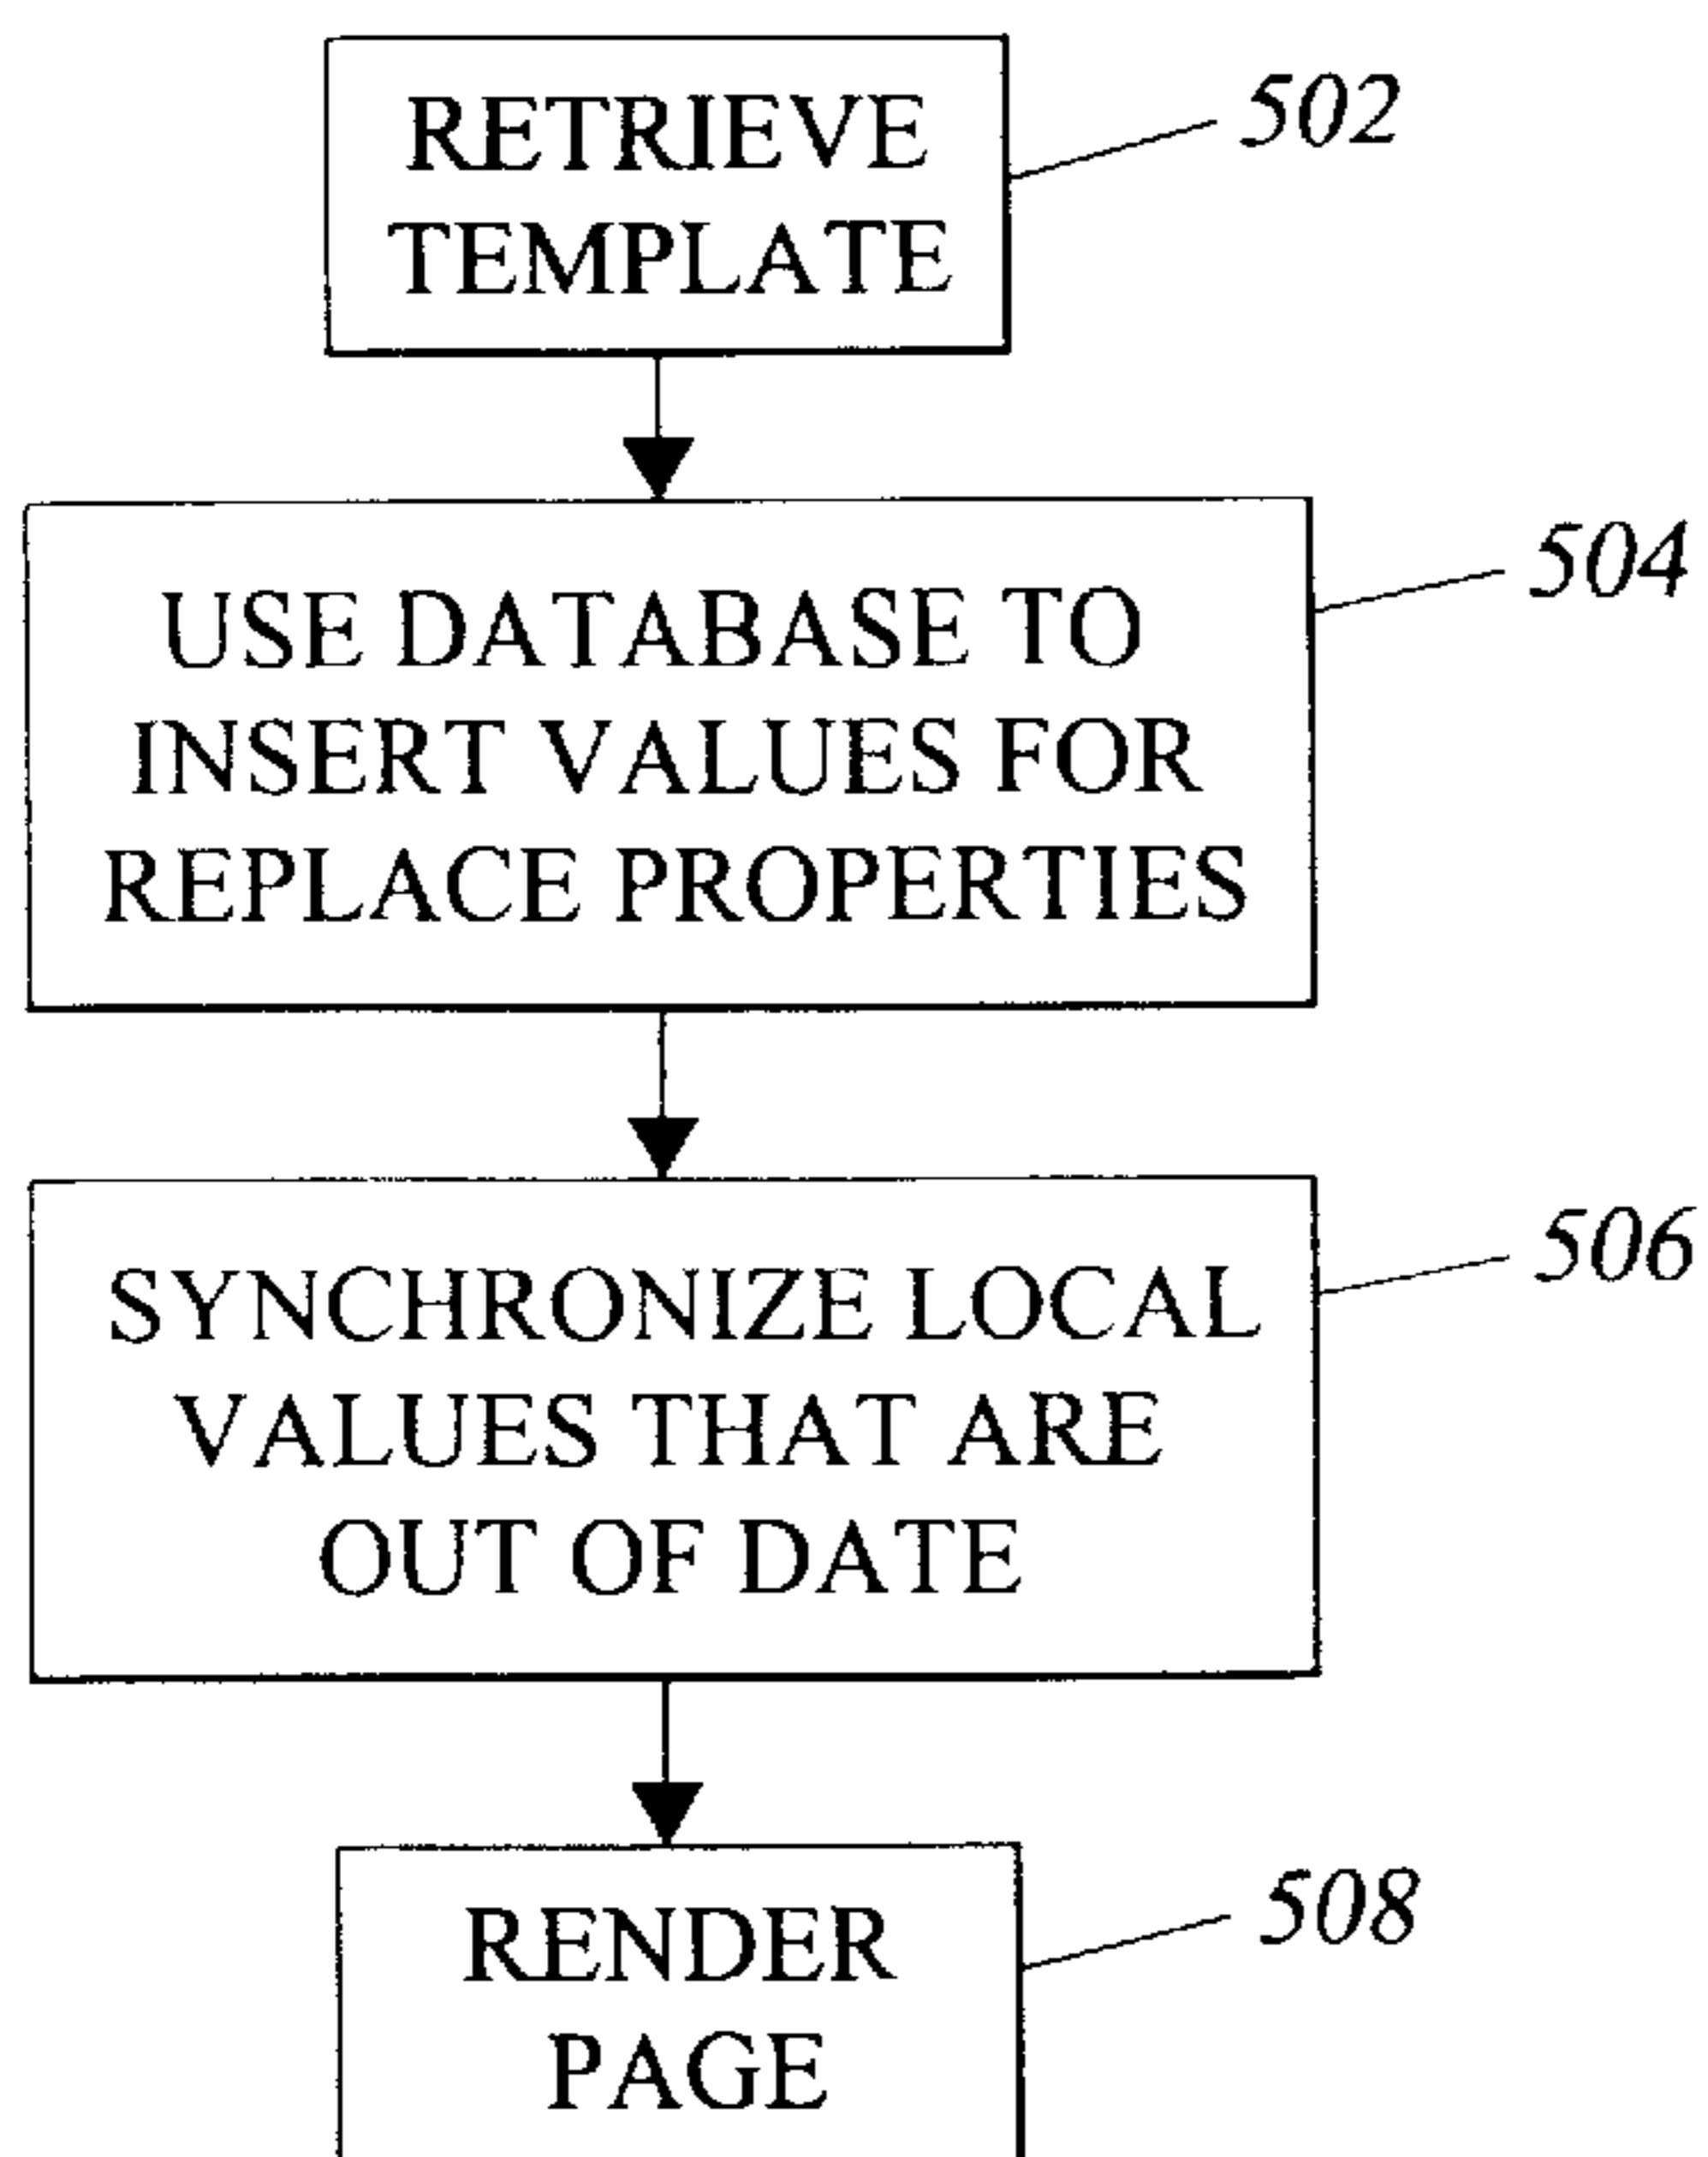 RETRIEVE
TEMPLATE
502
USE DATABASE TO
INSERT VALUES FOR
REPLACE PROPERTIES
504
SYNCHRONIZE LOCAL
VALUES THAT ARE
OUT OF DATE
506
RENDER
PAGE
508